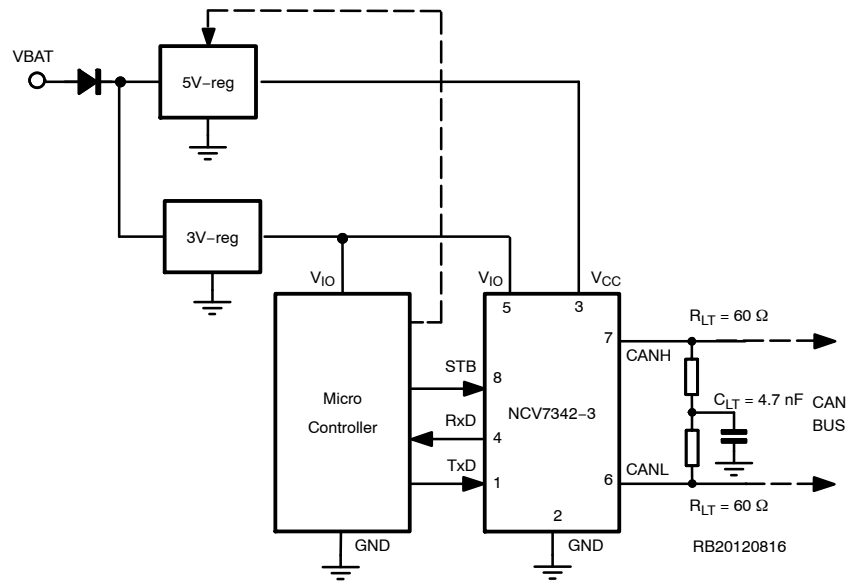 VBAT
5V−reg
3V−reg
VIO
VIO
VCC
5
3
RLT = 60 Ω
7
CANH
STB
8
Micro
Controller
NCV7342−3
CLT = 4.7 nF
CAN
BUS
RxD
4
TxD
1
CANL
6
RLT = 60 Ω
2
GND
GND
RB20120816